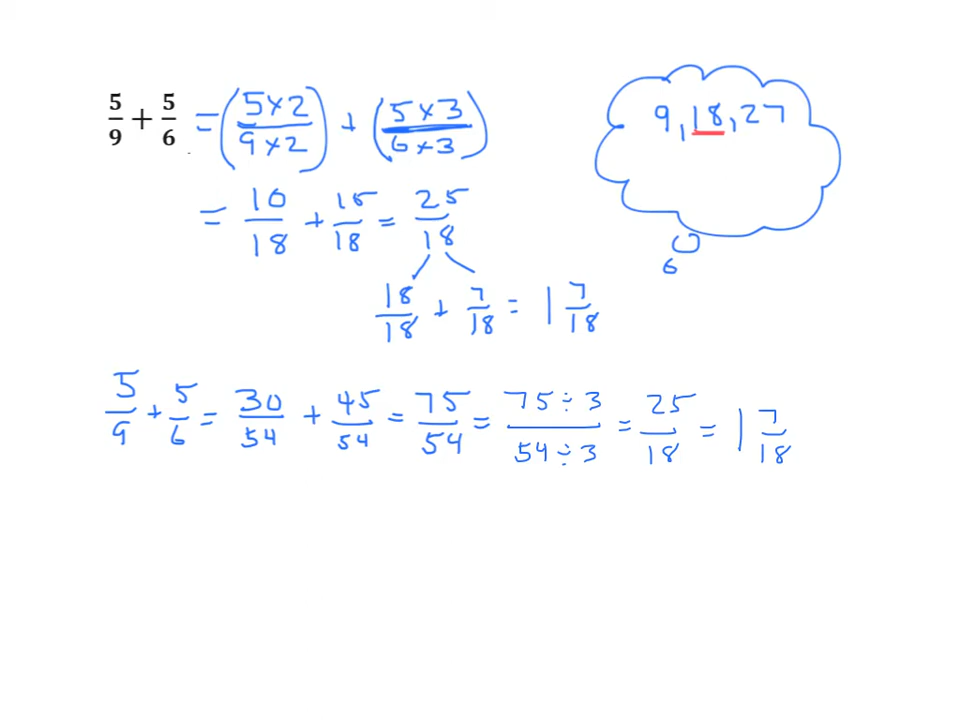 5/9 + 5/6 = (5×2 / 9×2) + (5×3 / 6×3)
9, 18, 27
= 10/18 + 15/18 = 25/18
6
18/18 + 7/18 = 1 7/18
5/9 + 5/6 = 30/54 + 45/54 = 75/54 = 75÷3 / 54÷3 = 25/18 = 1 7/18